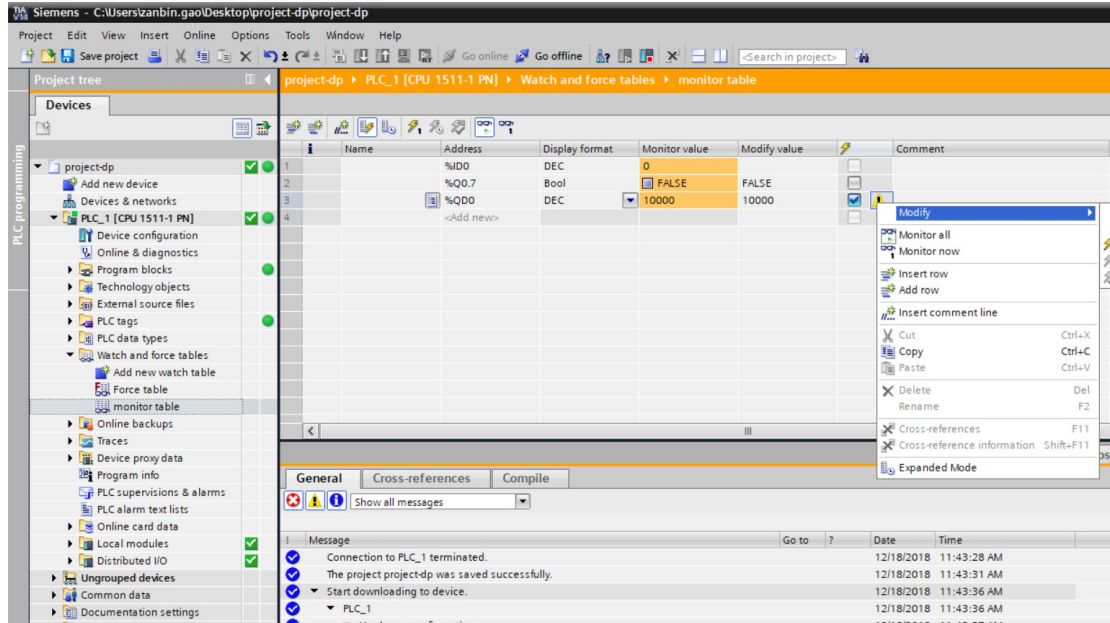 TIA V14 Siemens - C:\Users\zanbin.gao\Desktop\project-dp\project-dp
Project Edit View Insert Online Options Tools Window Help
Save project Go online Go offline <Search in project>
Project tree
project-dp ▸ PLC_1 [CPU 1511-1 PN] ▸ Watch and force tables ▸ monitor table
Devices
PLC programming
i Name Address Display format Monitor value Modify value Comment
1 %ID0 DEC 0
2 %Q0.7 Bool FALSE FALSE
3 %QD0 DEC 10000 10000
4 <Add new>
project-dp
Add new device
Devices & networks
PLC_1 [CPU 1511-1 PN]
Device configuration
Online & diagnostics
Program blocks
Technology objects
External source files
PLC tags
PLC data types
Watch and force tables
Add new watch table
Force table
monitor table
Online backups
Traces
Device proxy data
Program info
PLC supervisions & alarms
PLC alarm text lists
Online card data
Local modules
Distributed I/O
Ungrouped devices
Common data
Documentation settings
Modify
Monitor all
Monitor now
Insert row
Add row
Insert comment line
Cut Ctrl+X
Copy Ctrl+C
Paste Ctrl+V
Delete Del
Rename F2
Cross-references F11
Cross-reference information Shift+F11
Expanded Mode
General Cross-references Compile
Show all messages
! Message Go to ? Date Time
Connection to PLC_1 terminated. 12/18/2018 11:43:28 AM
The project project-dp was saved successfully. 12/18/2018 11:43:31 AM
Start downloading to device. 12/18/2018 11:43:36 AM
PLC_1 12/18/2018 11:43:36 AM